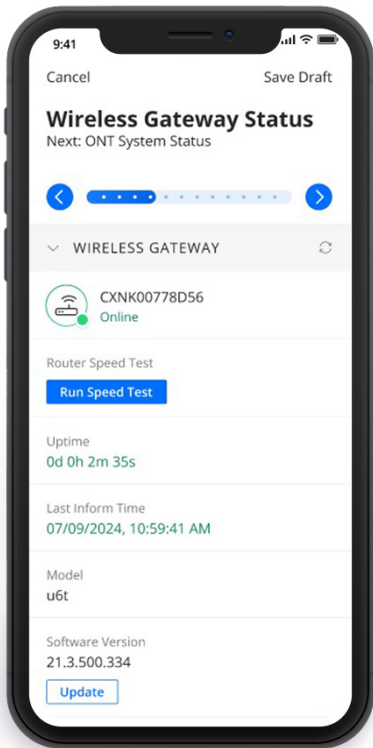 9:41
Cancel
Save Draft
Wireless Gateway Status
Next: ONT System Status
WIRELESS GATEWAY
CXNK00778D56
Online
Router Speed Test
Run Speed Test
Uptime
0d 0h 2m 35s
Last Inform Time
07/09/2024, 10:59:41 AM
Model
u6t
Software Version
21.3.500.334
Update